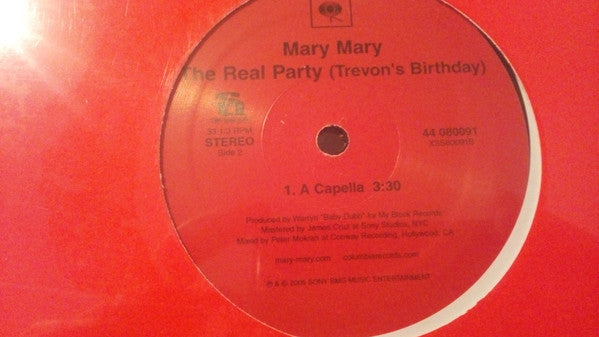 Mary Mary
The Real Party (Trevon's Birthday)
33 1/3 RPM
STEREO
Side 2
44 080091
1. A Capella 3:30
Produced by Warryn "Baby Dubb" for My Block Records
Mastered by James Cruz at Sony Studios, NYC
Mixed by Peter Mokran at Conway Recording, Hollywood, CA
mary-mary.com columbiarecords.com
℗ & © 2005 SONY BMG MUSIC ENTERTAINMENT